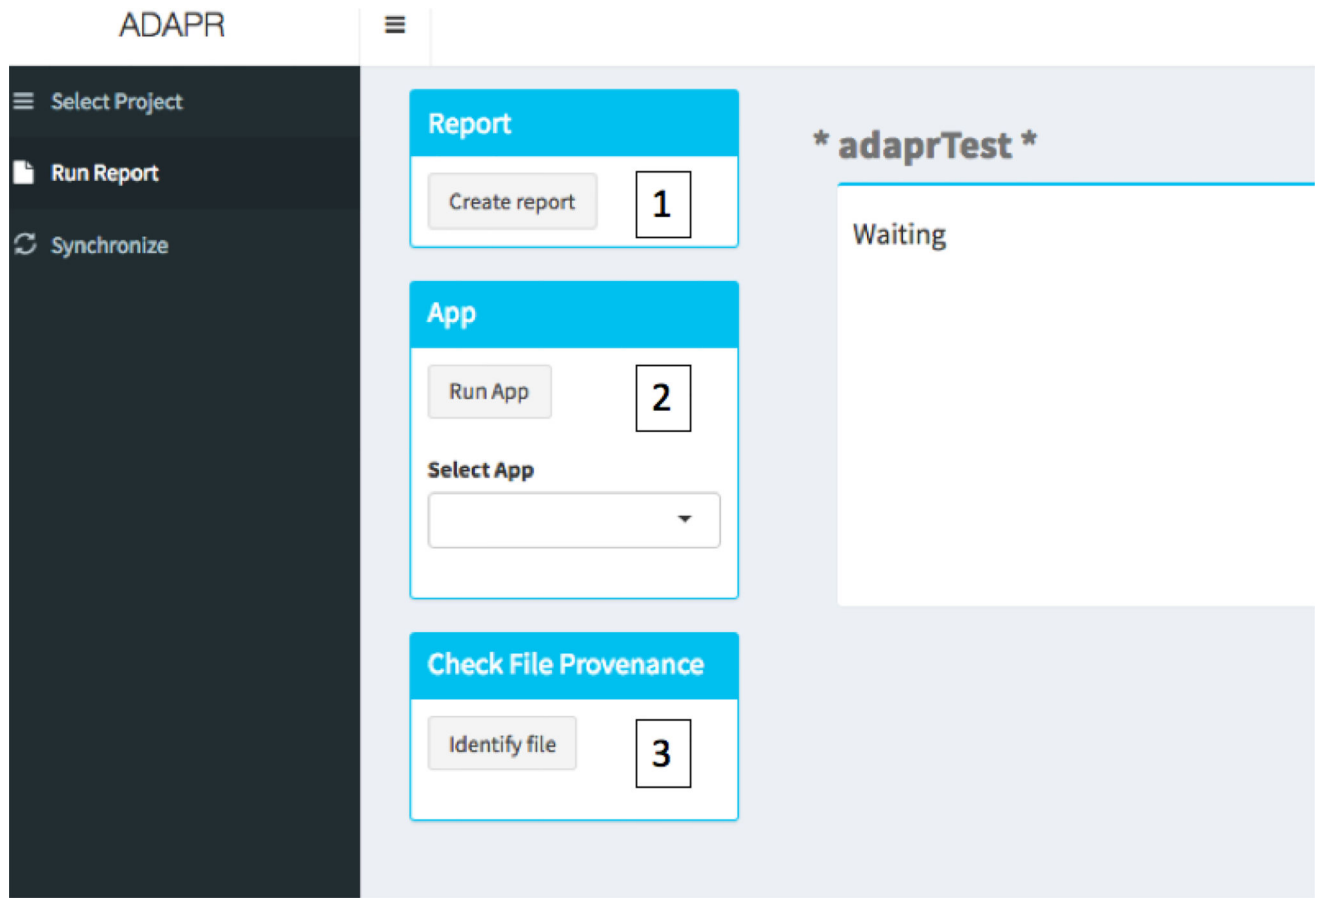 ADAPR
Select Project
Run Report
Synchronize
Report
Create report
1
App
Run App
2
Select App
Check File Provenance
Identify file
3
* adaprTest *
Waiting